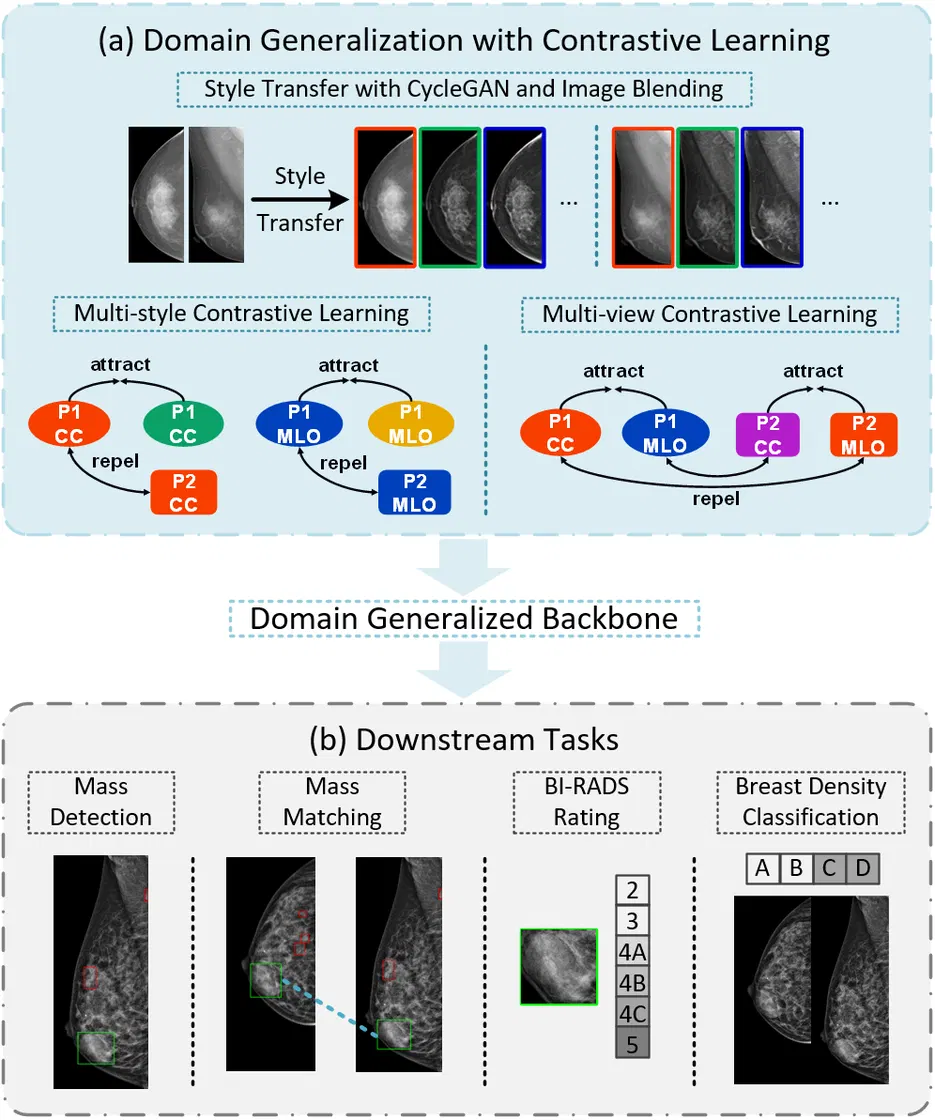 (a) Domain Generalization with Contrastive Learning
Style Transfer with CycleGAN and Image Blending
Style
Transfer
...
...
Multi-style Contrastive Learning
Multi-view Contrastive Learning
attract
attract
attract
attract
P1
CC
P1
CC
P1
MLO
P1
MLO
P1
CC
P1
MLO
P2
CC
P2
MLO
repel
repel
P2
CC
P2
MLO
repel
Domain Generalized Backbone
(b) Downstream Tasks
Mass
Detection
Mass
Matching
BI-RADS
Rating
Breast Density
Classification
A B C D
2
3
4A
4B
4C
5